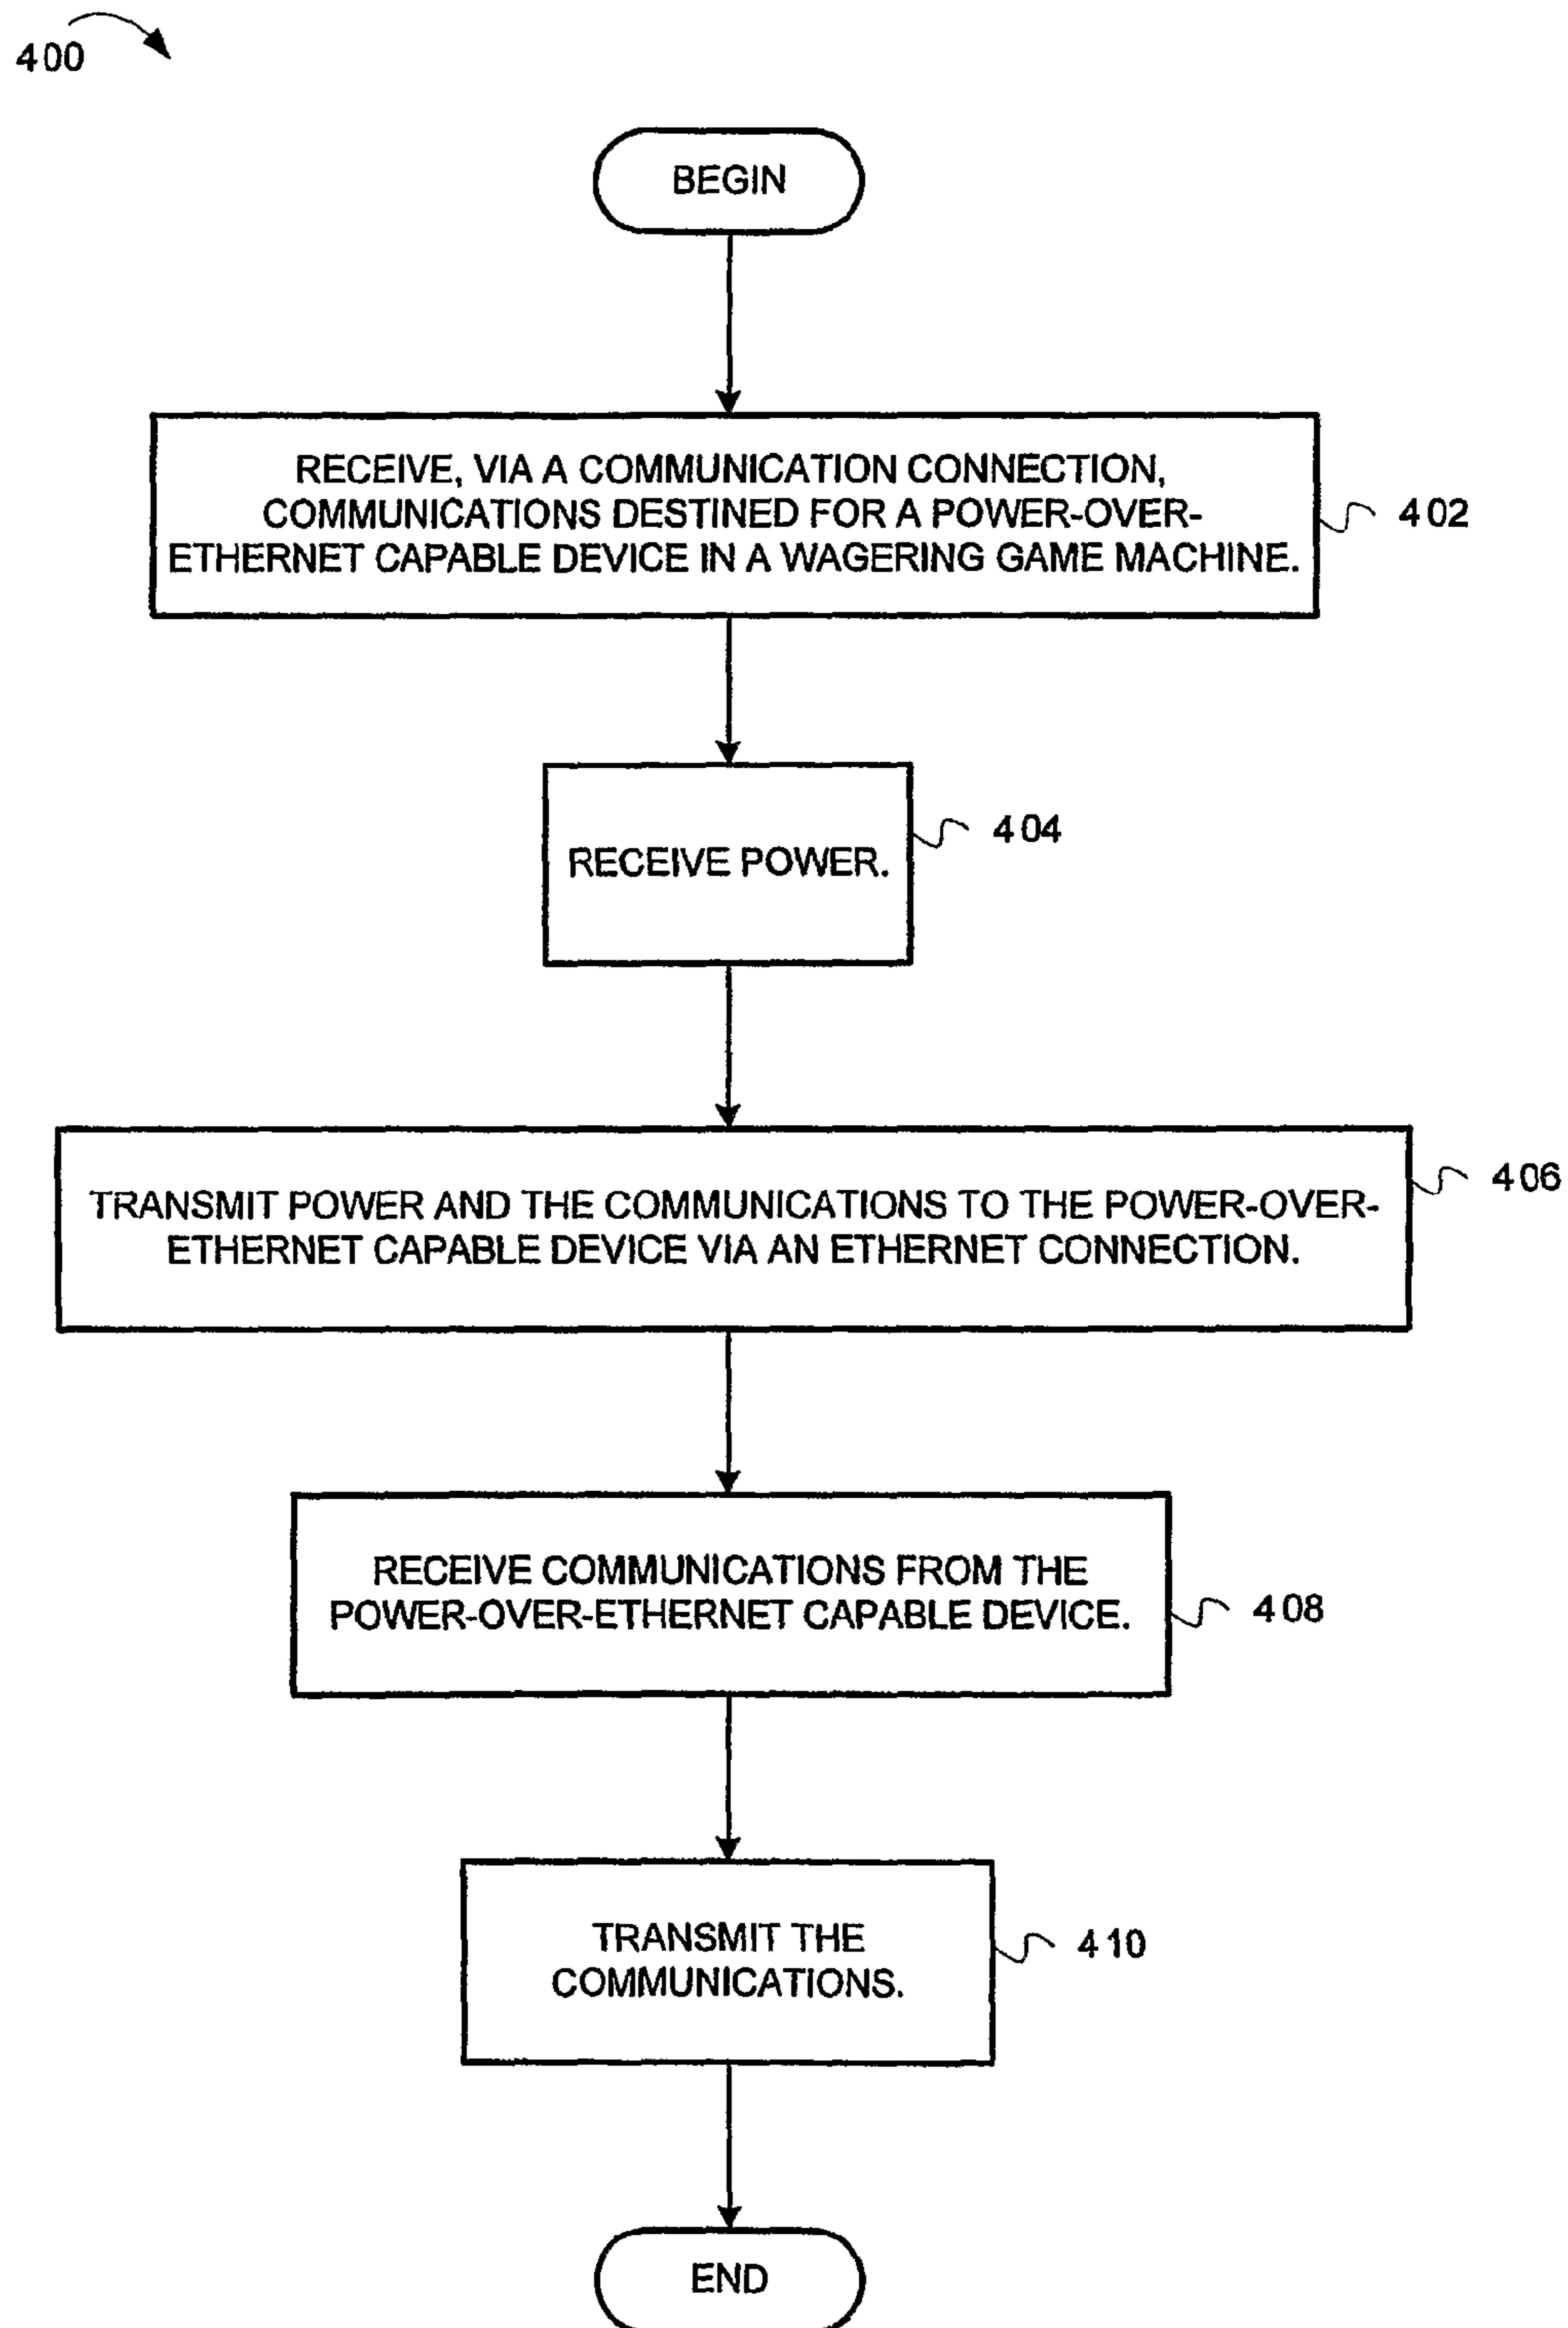 400
BEGIN
RECEIVE, VIA A COMMUNICATION CONNECTION,
COMMUNICATIONS DESTINED FOR A POWER-OVER-
ETHERNET CAPABLE DEVICE IN A WAGERING GAME MACHINE.
402
RECEIVE POWER.
404
TRANSMIT POWER AND THE COMMUNICATIONS TO THE POWER-OVER-
ETHERNET CAPABLE DEVICE VIA AN ETHERNET CONNECTION.
406
RECEIVE COMMUNICATIONS FROM THE
POWER-OVER-ETHERNET CAPABLE DEVICE.
408
TRANSMIT THE
COMMUNICATIONS.
410
END